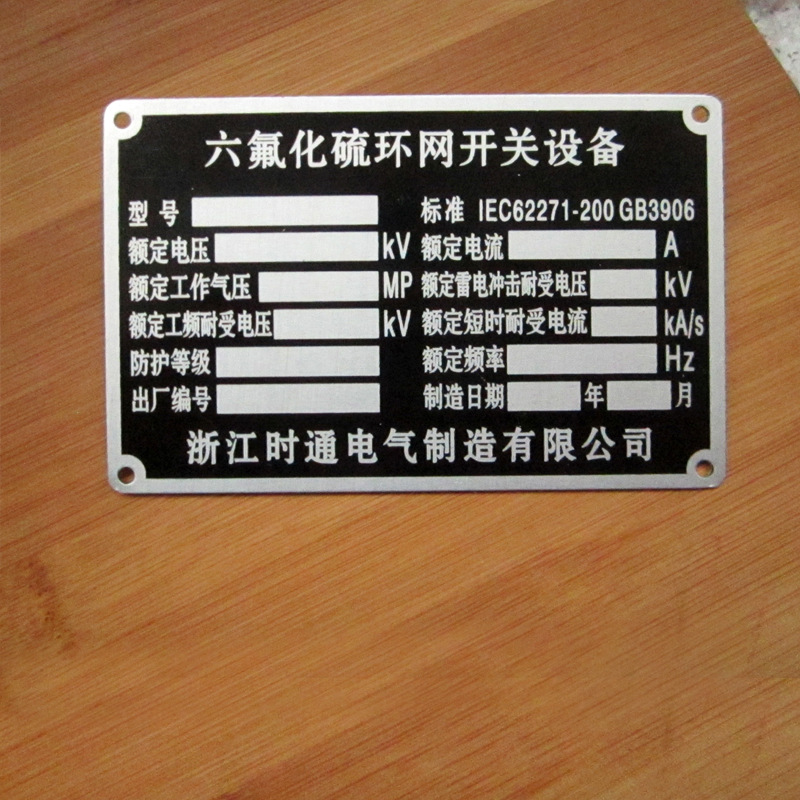 六氟化硫环网开关设备
型号 标准 IEC62271-200 GB3906
额定电压 kV 额定电流 A
额定工作气压 MP 额定雷电冲击耐受电压 kV
额定工频耐受电压 kV 额定短时耐受电流 kA/s
防护等级 额定频率 Hz
出厂编号 制造日期 年 月
浙江时通电气制造有限公司